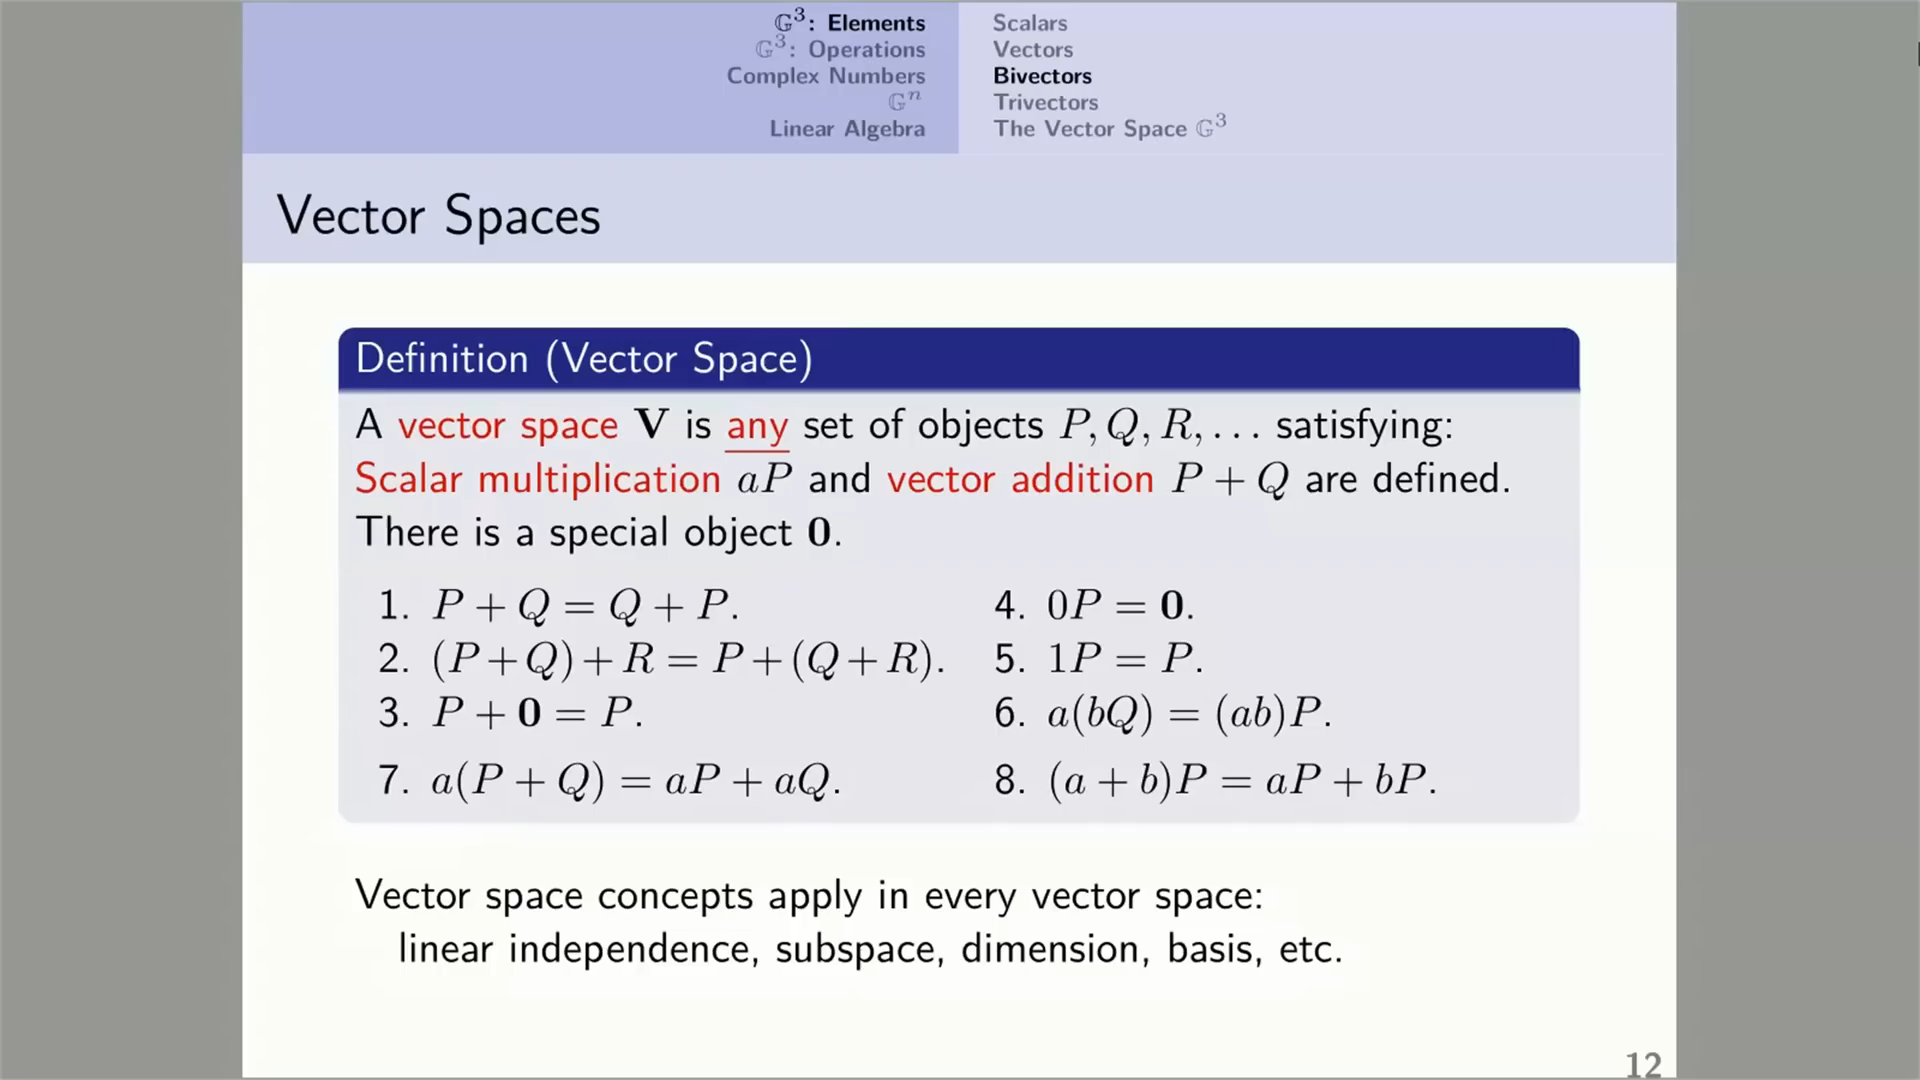 𝔾³: Elements
𝔾³: Operations
Complex Numbers
𝔾ⁿ
Linear Algebra
Scalars
Vectors
Bivectors
Trivectors
The Vector Space 𝔾³
Vector Spaces
Definition (Vector Space)
A vector space V is any set of objects P, Q, R, . . . satisfying:
Scalar multiplication aP and vector addition P + Q are defined.
There is a special object 0.
1. P + Q = Q + P.
2. (P + Q) + R = P + (Q + R).
3. P + 0 = P.
4. 0P = 0.
5. 1P = P.
6. a(bQ) = (ab)P.
7. a(P + Q) = aP + aQ.
8. (a + b)P = aP + bP.
Vector space concepts apply in every vector space:
linear independence, subspace, dimension, basis, etc.
12